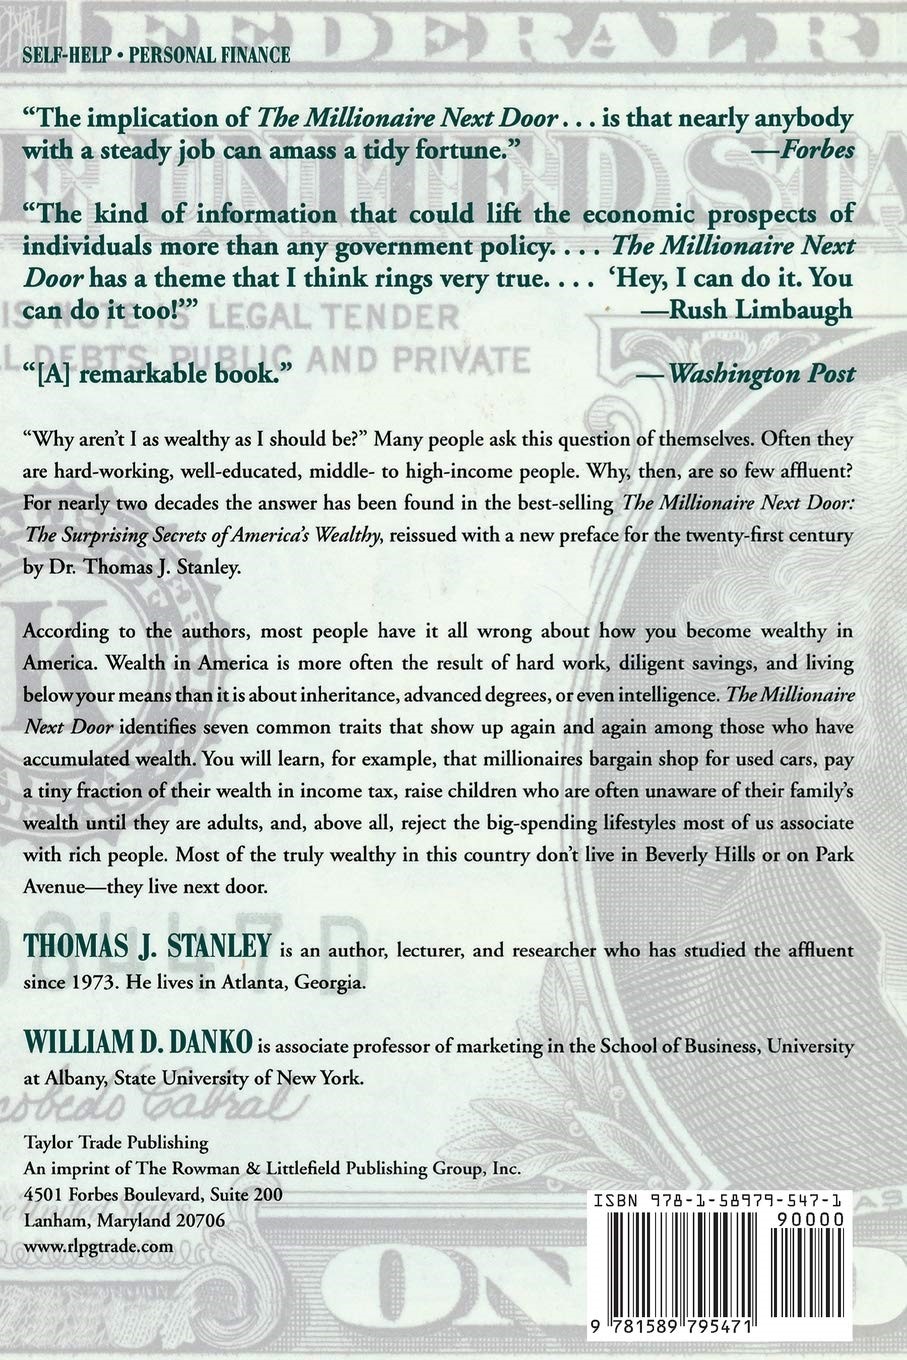 SELF-HELP • PERSONAL FINANCE
“The implication of The Millionaire Next Door . . . is that nearly anybody
with a steady job can amass a tidy fortune.” —Forbes
“The kind of information that could lift the economic prospects of
individuals more than any government policy. . . . The Millionaire Next
Door has a theme that I think rings very true. . . . ‘Hey, I can do it. You
can do it too!’” —Rush Limbaugh
“[A] remarkable book.” —Washington Post
“Why aren’t I as wealthy as I should be?” Many people ask this question of themselves. Often they
are hard-working, well-educated, middle- to high-income people. Why, then, are so few affluent?
For nearly two decades the answer has been found in the best-selling The Millionaire Next Door:
The Surprising Secrets of America’s Wealthy, reissued with a new preface for the twenty-first century
by Dr. Thomas J. Stanley.
According to the authors, most people have it all wrong about how you become wealthy in
America. Wealth in America is more often the result of hard work, diligent savings, and living
below your means than it is about inheritance, advanced degrees, or even intelligence. The Millionaire
Next Door identifies seven common traits that show up again and again among those who have
accumulated wealth. You will learn, for example, that millionaires bargain shop for used cars, pay
a tiny fraction of their wealth in income tax, raise children who are often unaware of their family’s
wealth until they are adults, and, above all, reject the big-spending lifestyles most of us associate
with rich people. Most of the truly wealthy in this country don’t live in Beverly Hills or on Park
Avenue—they live next door.
THOMAS J. STANLEY is an author, lecturer, and researcher who has studied the affluent
since 1973. He lives in Atlanta, Georgia.
WILLIAM D. DANKO is associate professor of marketing in the School of Business, University
at Albany, State University of New York.
Taylor Trade Publishing
An imprint of The Rowman & Littlefield Publishing Group, Inc.
4501 Forbes Boulevard, Suite 200
Lanham, Maryland 20706
www.rlpgtrade.com
ISBN 978-1-58979-547-1
90000
9 781589 795471
FEDERAL R
E UNITED STA
IS NOTE IS LEGAL TENDER
L DEBTS, PUBLIC AND PRIVATE
K
Cabral
ON